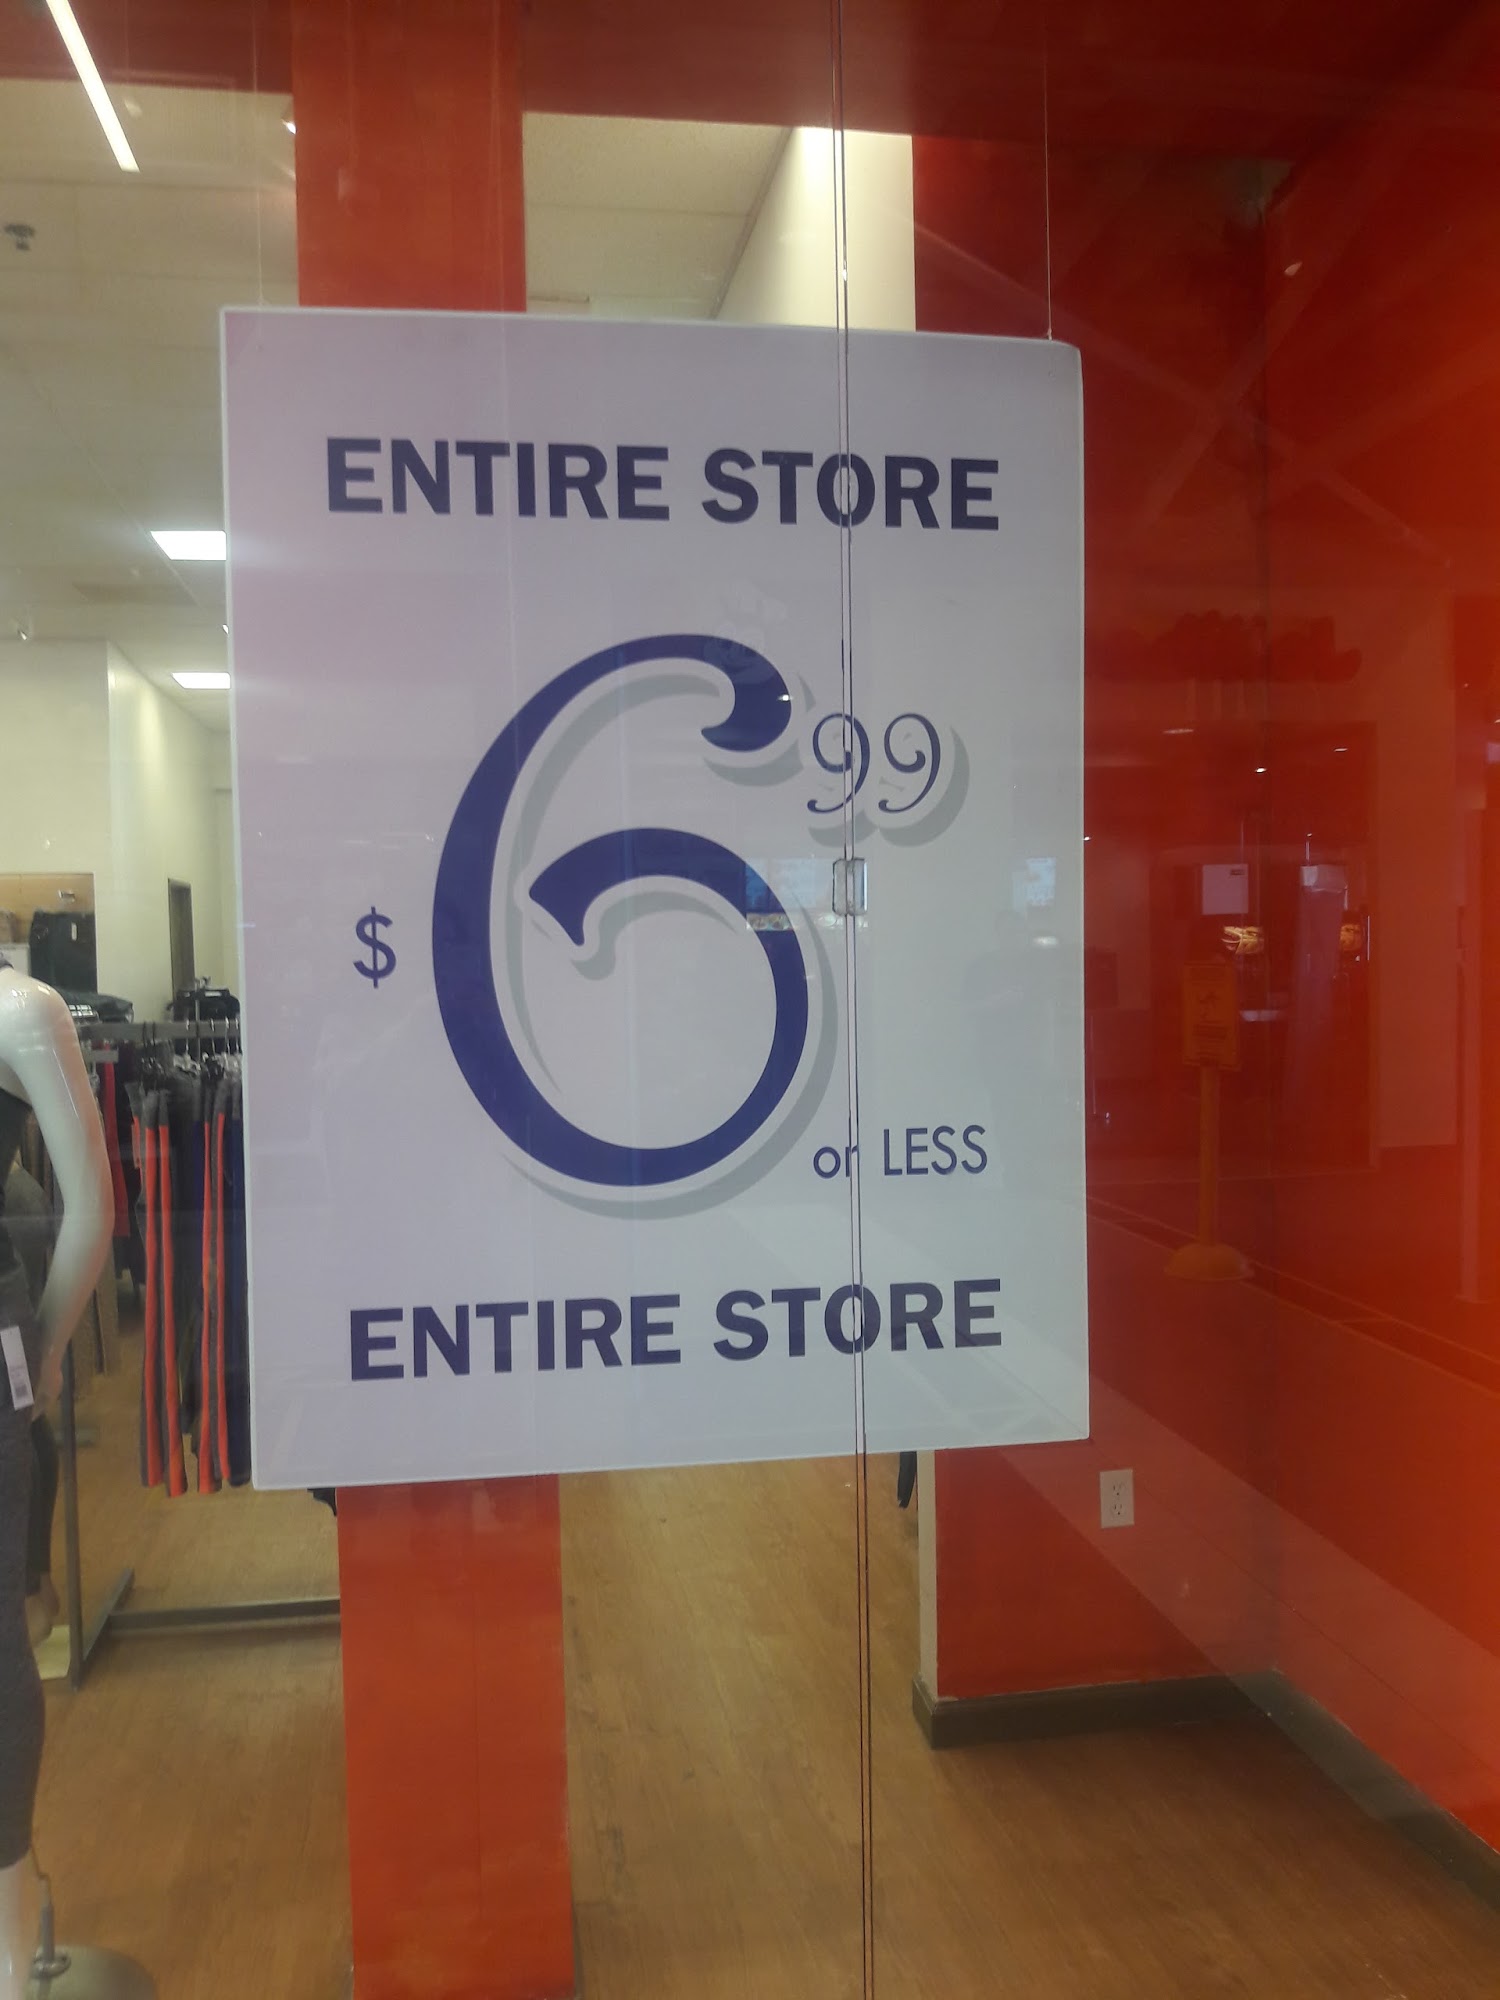 ENTIRE STORE
$6.99
or LESS
ENTIRE STORE